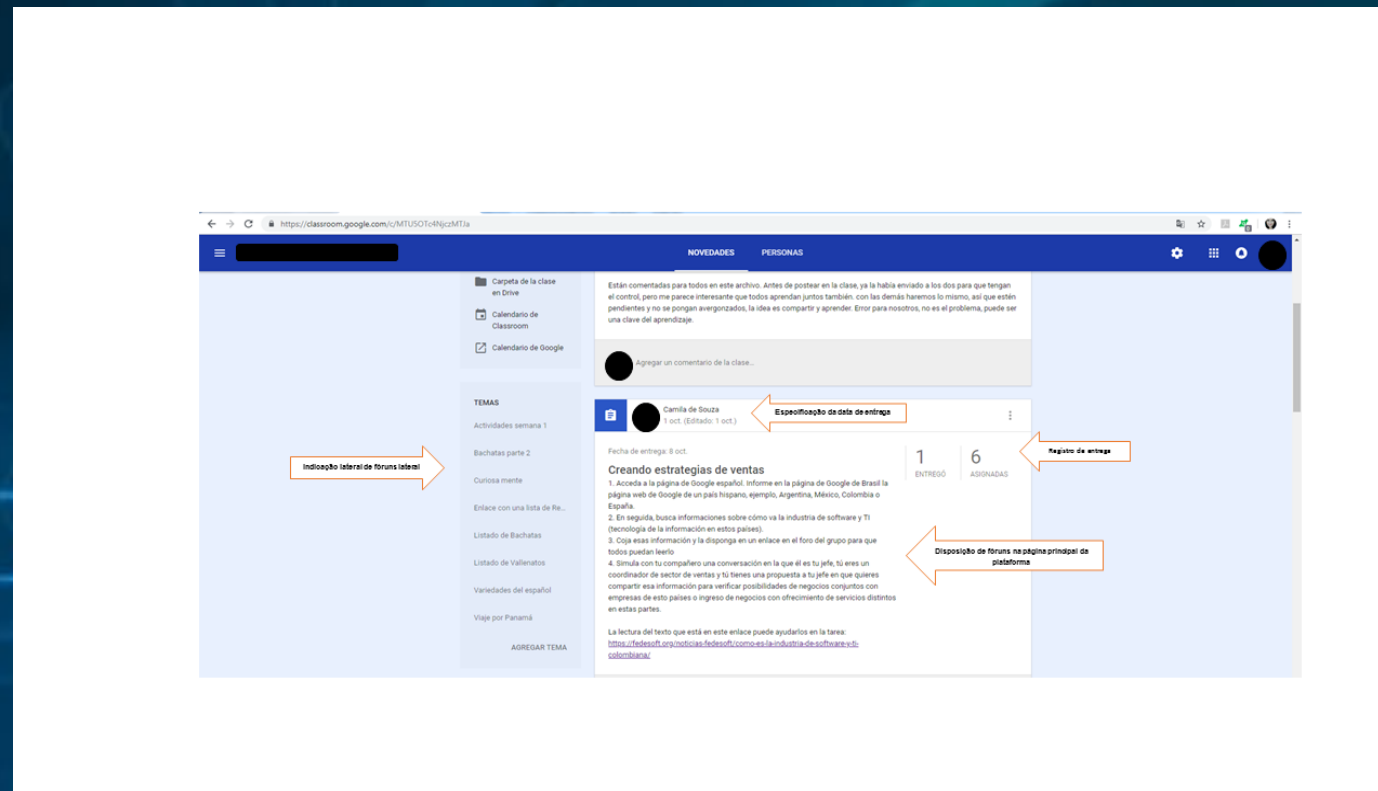 https://classroom.google.com/c/MTU5OTc4NjczMTJa
NOVEDADES
PERSONAS
Carpeta de la clase
en Drive
Calendario de
Classroom
Calendario de Google
Están comentadas para todos en este archivo. Antes de postear en la clase, ya la había enviado a los dos para que tengan
el control, pero me parece interesante que todos aprendan juntos también. con las demás haremos lo mismo, así que estén
pendientes y no se pongan avergonzados, la idea es compartir y aprender. Error para nosotros, no es el problema, puede ser
una clave del aprendizaje.
Agregar un comentario de la clase...
TEMAS
Actividades semana 1
Bachatas parte 2
Curiosa mente
Enlace con una lista de Re...
Listado de Bachatas
Listado de Vallenatos
Variedades del español
Viaje por Panamá
AGREGAR TEMA
Indicação lateral de fóruns lateral
Camila de Souza
1 oct. (Editado: 1 oct.)
Especificação da data de entrega
Fecha de entrega: 8 oct.
1
ENTREGÓ
6
ASIGNADAS
Registro de entrega
Creando estrategias de ventas
1. Acceda a la página de Google español. Informe en la página de Google de Brasil la
página web de Google de un país hispano, ejemplo, Argentina, México, Colombia o
España.
2. En seguida, busca informaciones sobre cómo va la industria de software y TI
(tecnología de la información en estos países).
3. Coja esas información y la disponga en un enlace en el foro del grupo para que
todos puedan leerlo
4. Simula con tu compañero una conversación en la que él es tu jefe, tú eres un
coordinador de sector de ventas y tú tienes una propuesta a tu jefe en que quieres
compartir esa información para verificar posibilidades de negocios conjuntos con
empresas de esto países o ingreso de negocios con ofrecimiento de servicios distintos
en estas partes.
La lectura del texto que está en este enlace puede ayudarlos en la tarea:
https://fedesoft.org/noticias-fedesoft/como-es-la-industria-de-software-y-ti-
colombiana/
Disposição de fóruns na página principal da
plataforma